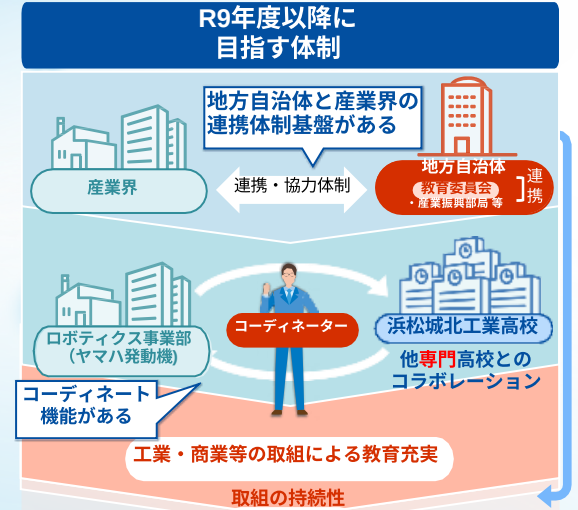 R9年度以降に
目指す体制
地方自治体と産業界の
連携体制基盤がある
産業界
連携・協力体制
地方自治体
教育委員会
・産業振興部局 等
連携
ロボティクス事業部
（ヤマハ発動機）
コーディネーター
浜松城北工業高校
他専門高校との
コラボレーション
コーディネート
機能がある
工業・商業等の取組による教育充実
取組の持続性